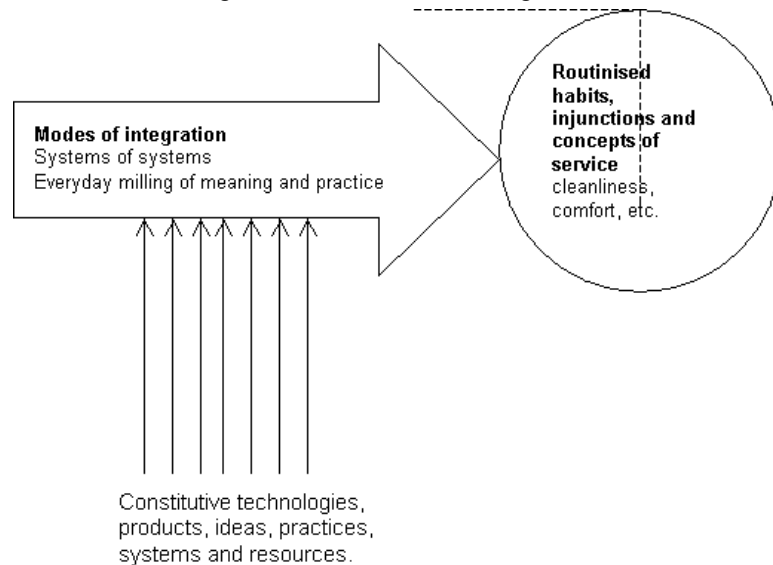 Modes of integration
Systems of systems
Everyday milling of meaning and practice
Routinised
habits,
injunctions and
concepts of
service
cleanliness,
comfort, etc.
Constitutive technologies,
products, ideas, practices,
systems and resources.